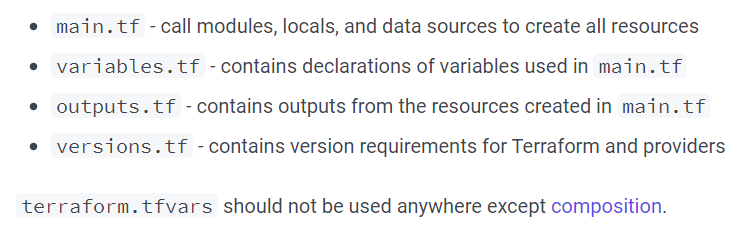 • main.tf - call modules, locals, and data sources to create all resources
• variables.tf - contains declarations of variables used in main.tf
• outputs.tf - contains outputs from the resources created in main.tf
• versions.tf - contains version requirements for Terraform and providers
terraform.tfvars should not be used anywhere except composition.